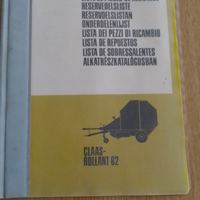 RESERVEDELSLISTE
RESERVDELSLISTAN
ONDERDELENLIJST
LISTA DEI PEZZI DI RICAMBIO
LISTA DE REPUESTOS
LISTA DE SOBRESSALENTES
ALKATRÉSZKATALÓGUSBAN
CLAAS-
ROLLANT 62